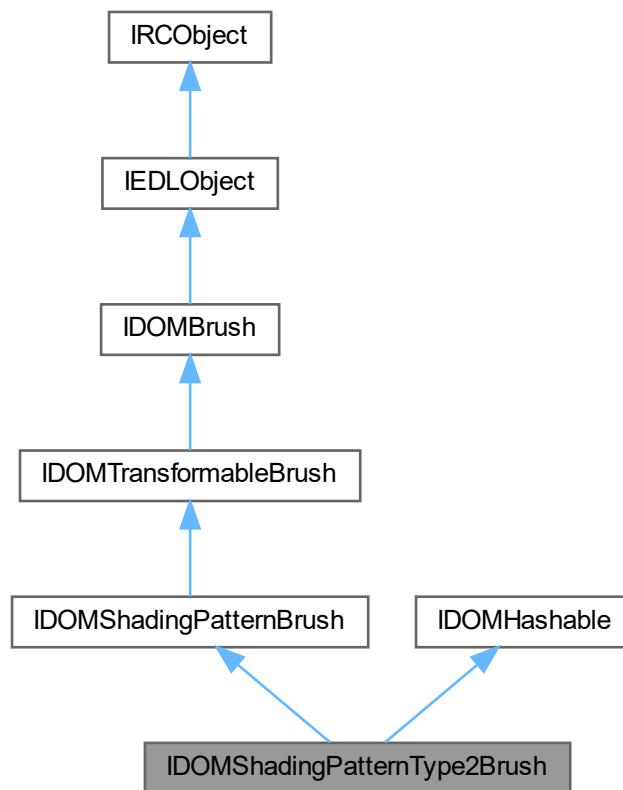 IRCObject
IEDLObject
IDOMBrush
IDOMTransformableBrush
IDOMShadingPatternBrush
IDOMHashable
IDOMShadingPatternType2Brush